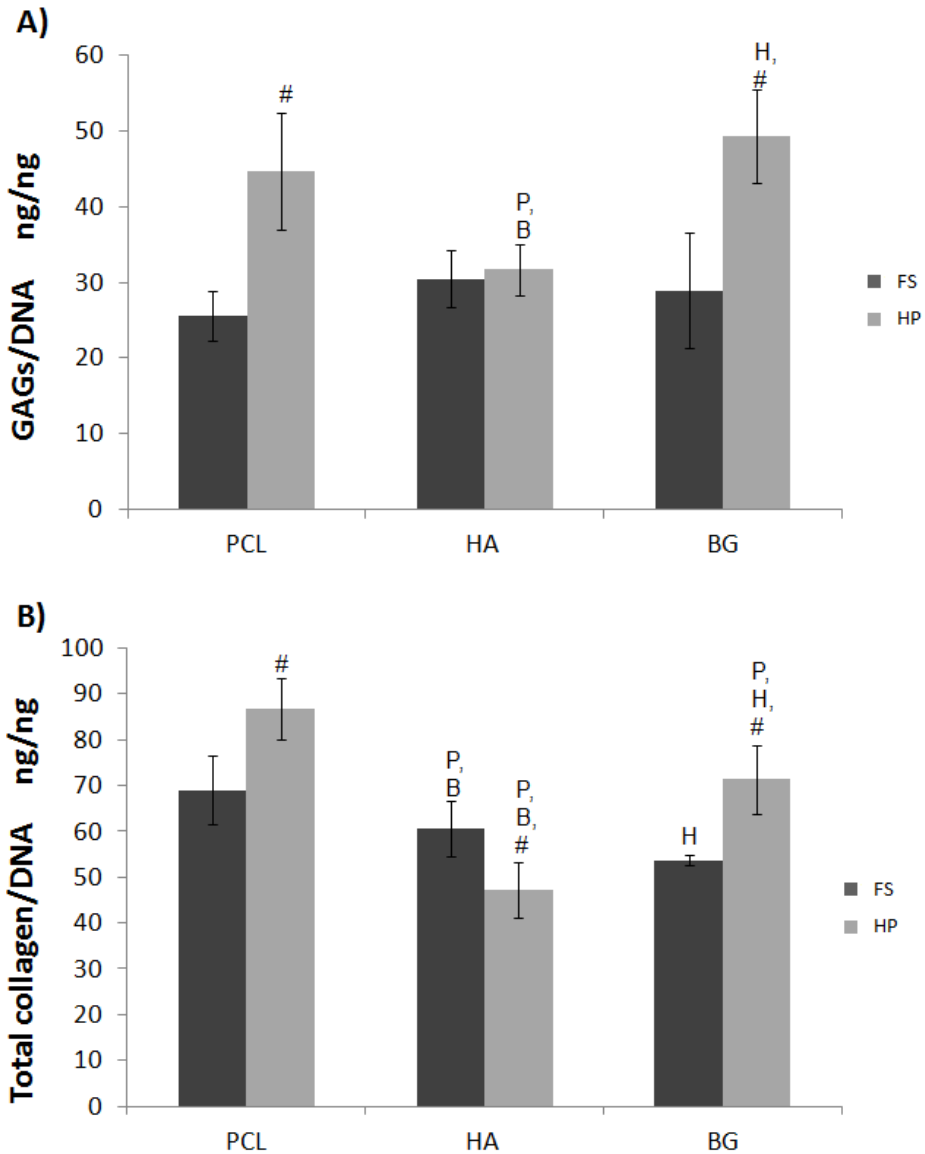 A)
GAGs/DNA ng/ng
60
50
40
30
20
10
0
#
P,
B
H,
#
PCL HA BG
FS
HP
B)
Total collagen/DNA ng/ng
100
90
80
70
60
50
40
30
20
10
0
#
P,
B
P,
B,
#
H
P,
H,
#
PCL HA BG
FS
HP